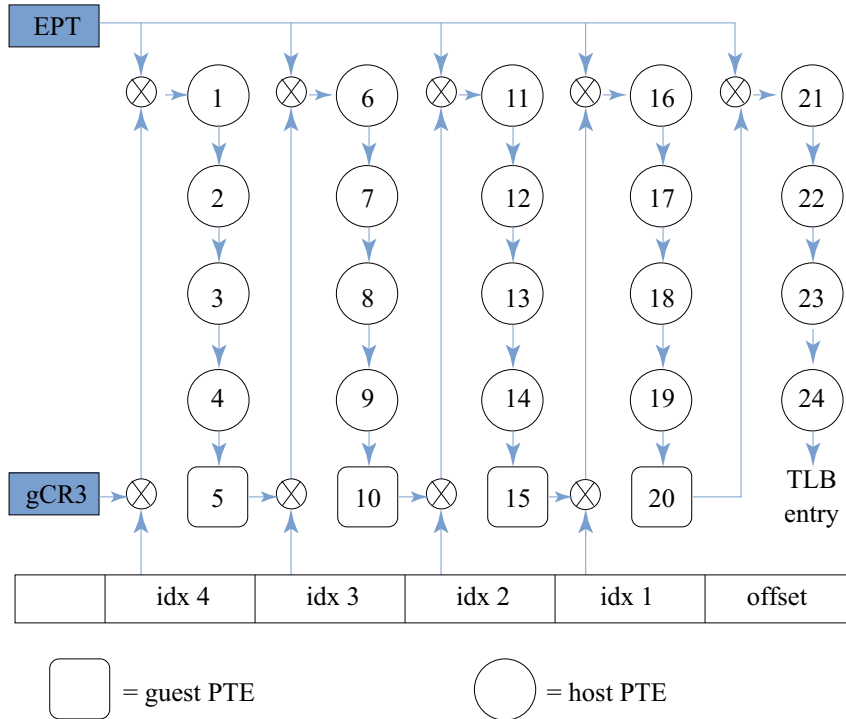 EPT
1 6 11 16 21
2 7 12 17 22
3 8 13 18 23
4 9 14 19 24
gCR3 5 10 15 20 TLB
entry
idx 4 idx 3 idx 2 idx 1 offset
= guest PTE = host PTE